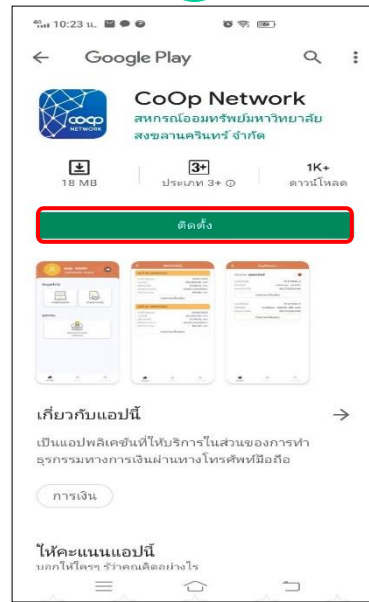 10:23 น.
Google Play
CoOp Network
coop
NETWORK
สหกรณ์ออมทรัพย์มหาวิทยาลัย
สงขลานครินทร์ จำกัด
3+
1K+
18 MB
ประเภท 3+
ดาวน์โหลด
ติดตั้ง
เกี่ยวกับแอปนี้
เป็นแอปพลิเคชันที่ให้บริการในส่วนของการทำ
ธุรกรรมทางการเงินผ่านทางโทรศัพท์มือถือ
การเงิน
ให้คะแนนแอปนี้
บอกให้ใครๆ รู้ว่าคุณคิดอย่างไร